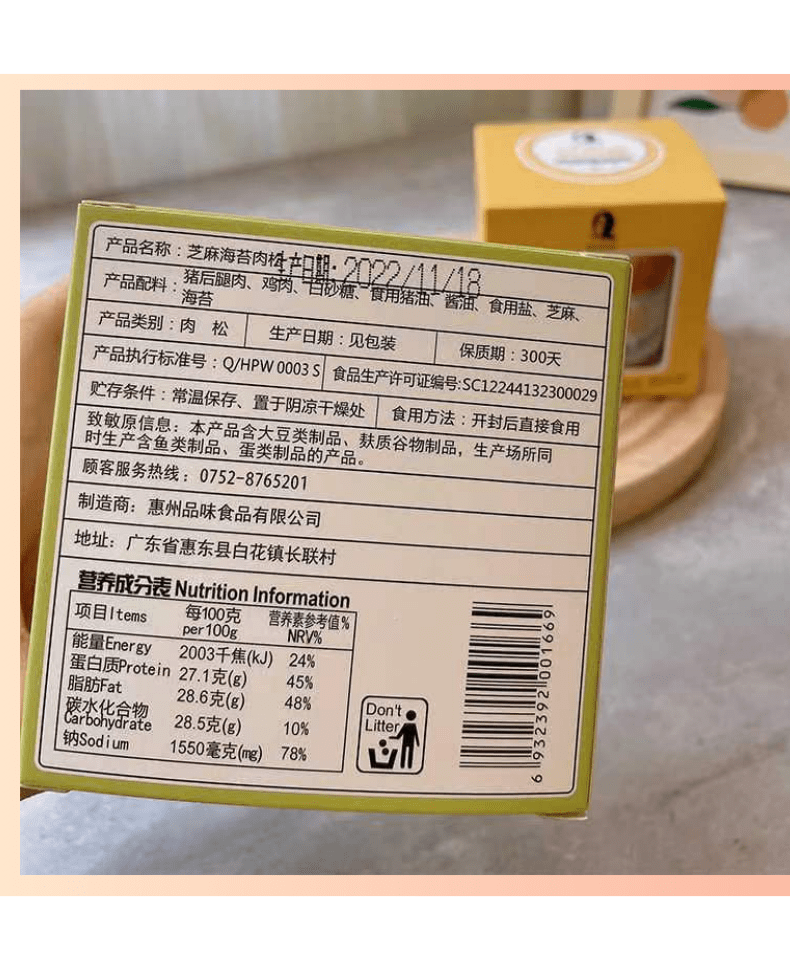 产品名称：芝麻海苔肉松
生产日期：2022/11/18
产品配料：猪后腿肉、鸡肉、白砂糖、食用猪油、酱油、食用盐、芝麻、
海苔
产品类别：肉 松 生产日期：见包装 保质期：300天
产品执行标准号：Q/HPW 0003 S 食品生产许可证编号:SC12244132300029
贮存条件：常温保存、置于阴凉干燥处 食用方法：开封后直接食用
致敏原信息：本产品含大豆类制品、麸质谷物制品，生产场所同
时生产含鱼类制品、蛋类制品的产品。
顾客服务热线：0752-8765201
制造商：惠州品味食品有限公司
地址：广东省惠东县白花镇长联村
营养成分表 Nutrition Information
项目Items 每100克 per100g 营养素参考值% NRV%
能量Energy 2003千焦(kJ) 24%
蛋白质Protein 27.1克(g) 45%
脂肪Fat 28.6克(g) 48%
碳水化合物 Carbohydrate 28.5克(g) 10%
钠Sodium 1550毫克(mg) 78%
Don't
Litter
6 932392 001669